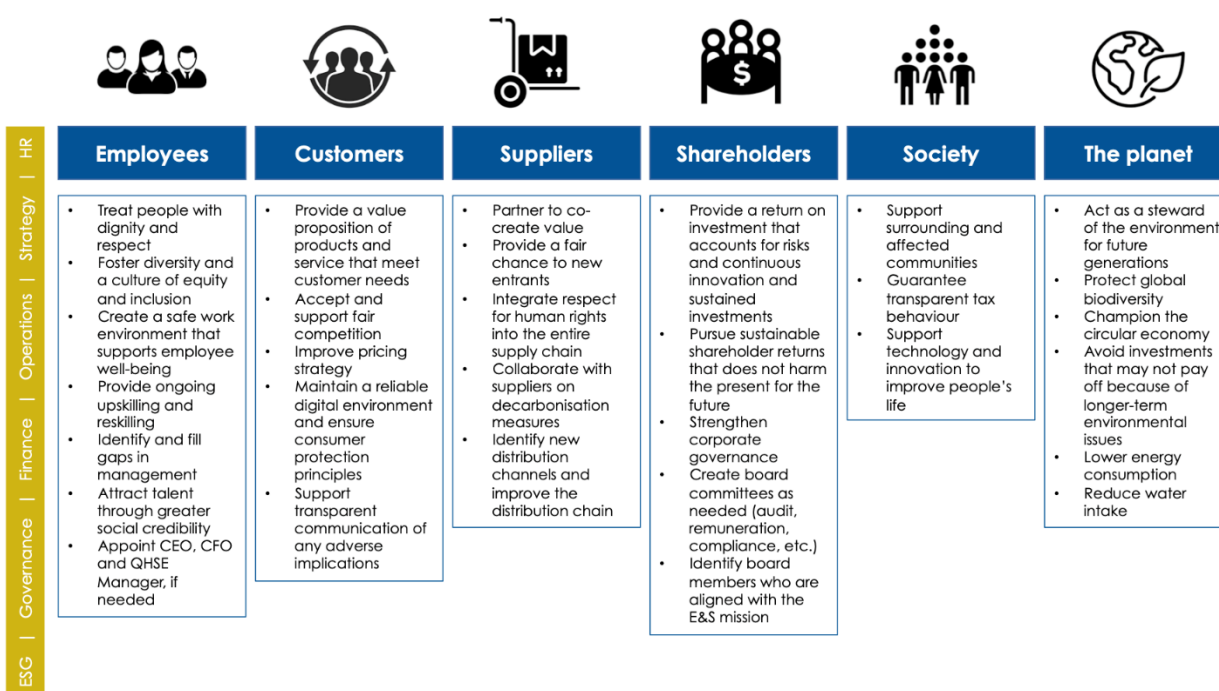 $
ESG | Governance | Finance | Operations | Strategy | HR
Employees
• Treat people with
dignity and
respect
• Foster diversity and
a culture of equity
and inclusion
• Create a safe work
environment that
supports employee
well-being
• Provide ongoing
upskilling and
reskilling
• Identify and fill
gaps in
management
• Attract talent
through greater
social credibility
• Appoint CEO, CFO
and QHSE
Manager, if
needed
Customers
• Provide a value
proposition of
products and
service that meet
customer needs
• Accept and
support fair
competition
• Improve pricing
strategy
• Maintain a reliable
digital environment
and ensure
consumer
protection
principles
• Support
transparent
communication of
any adverse
implications
Suppliers
• Partner to co-
create value
• Provide a fair
chance to new
entrants
• Integrate respect
for human rights
into the entire
supply chain
• Collaborate with
suppliers on
decarbonisation
measures
• Identify new
distribution
channels and
improve the
distribution chain
Shareholders
• Provide a return on
investment that
accounts for risks
and continuous
innovation and
sustained
investments
• Pursue sustainable
shareholder returns
that does not harm
the present for the
future
• Strengthen
corporate
governance
• Create board
committees as
needed (audit,
remuneration,
compliance, etc.)
• Identify board
members who are
aligned with the
E&S mission
Society
• Support
surrounding and
affected
communities
• Guarantee
transparent tax
behaviour
• Support
technology and
innovation to
improve people's
life
The planet
• Act as a steward
of the environment
for future
generations
• Protect global
biodiversity
• Champion the
circular economy
• Avoid investments
that may not pay
off because of
longer-term
environmental
issues
• Lower energy
consumption
• Reduce water
intake